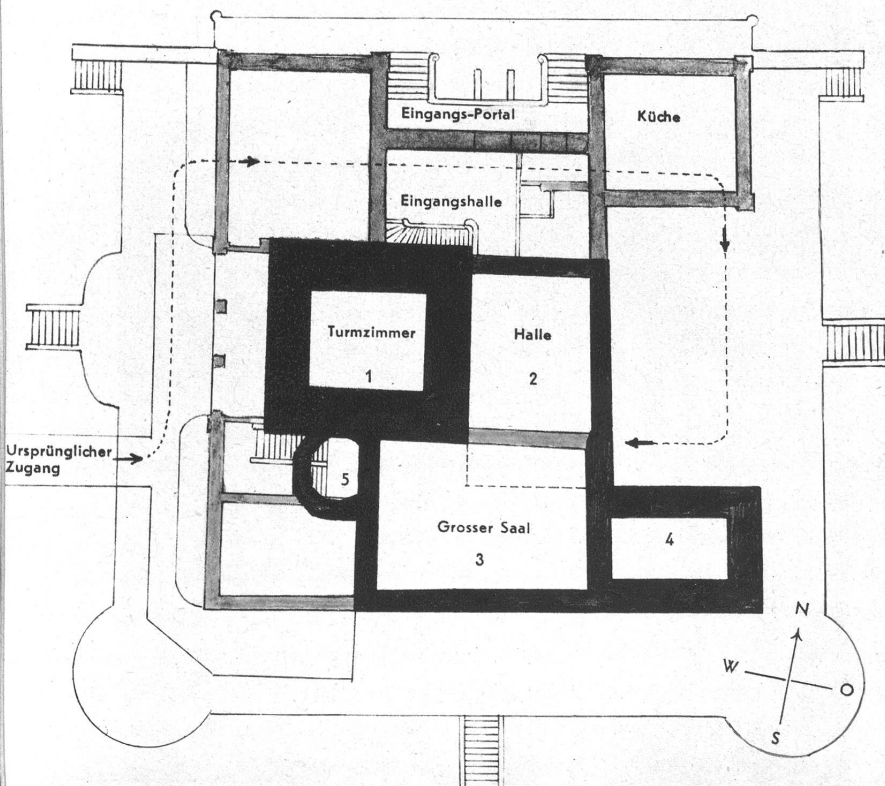 Eingangs-Portal
Küche
Eingangshalle
Turmzimmer
1
Halle
2
Ursprünglicher
Zugang
5
Grosser Saal
3
4
N
W
S